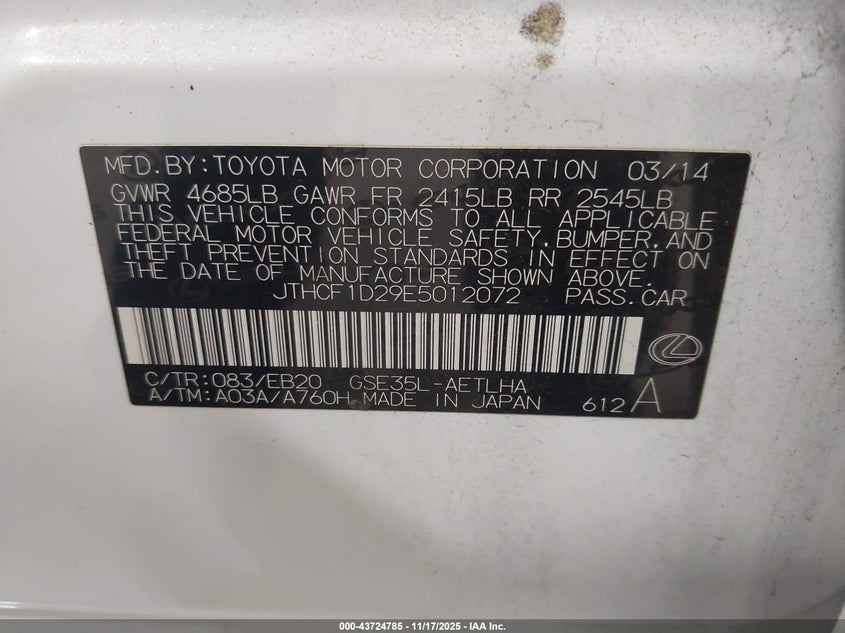 MFD.BY:TOYOTA MOTOR CORPORATION 03/14
GVWR 4685LB GAWR FR 2415LB RR 2545LB
THIS VEHICLE CONFORMS TO ALL APPLICABLE
FEDERAL MOTOR VEHICLE SAFETY,BUMPER,AND
THEFT PREVENTION STANDARDS IN EFFECT ON
THE DATE OF MANUFACTURE SHOWN ABOVE.
JTHCF1D29E5012072 PASS.CAR
C/TR:083/EB20 GSE35L-AETLHA
A/TM:A03A/A760H MADE IN JAPAN 612 A
000-43724785 - 11/17/2025 - IAA Inc.